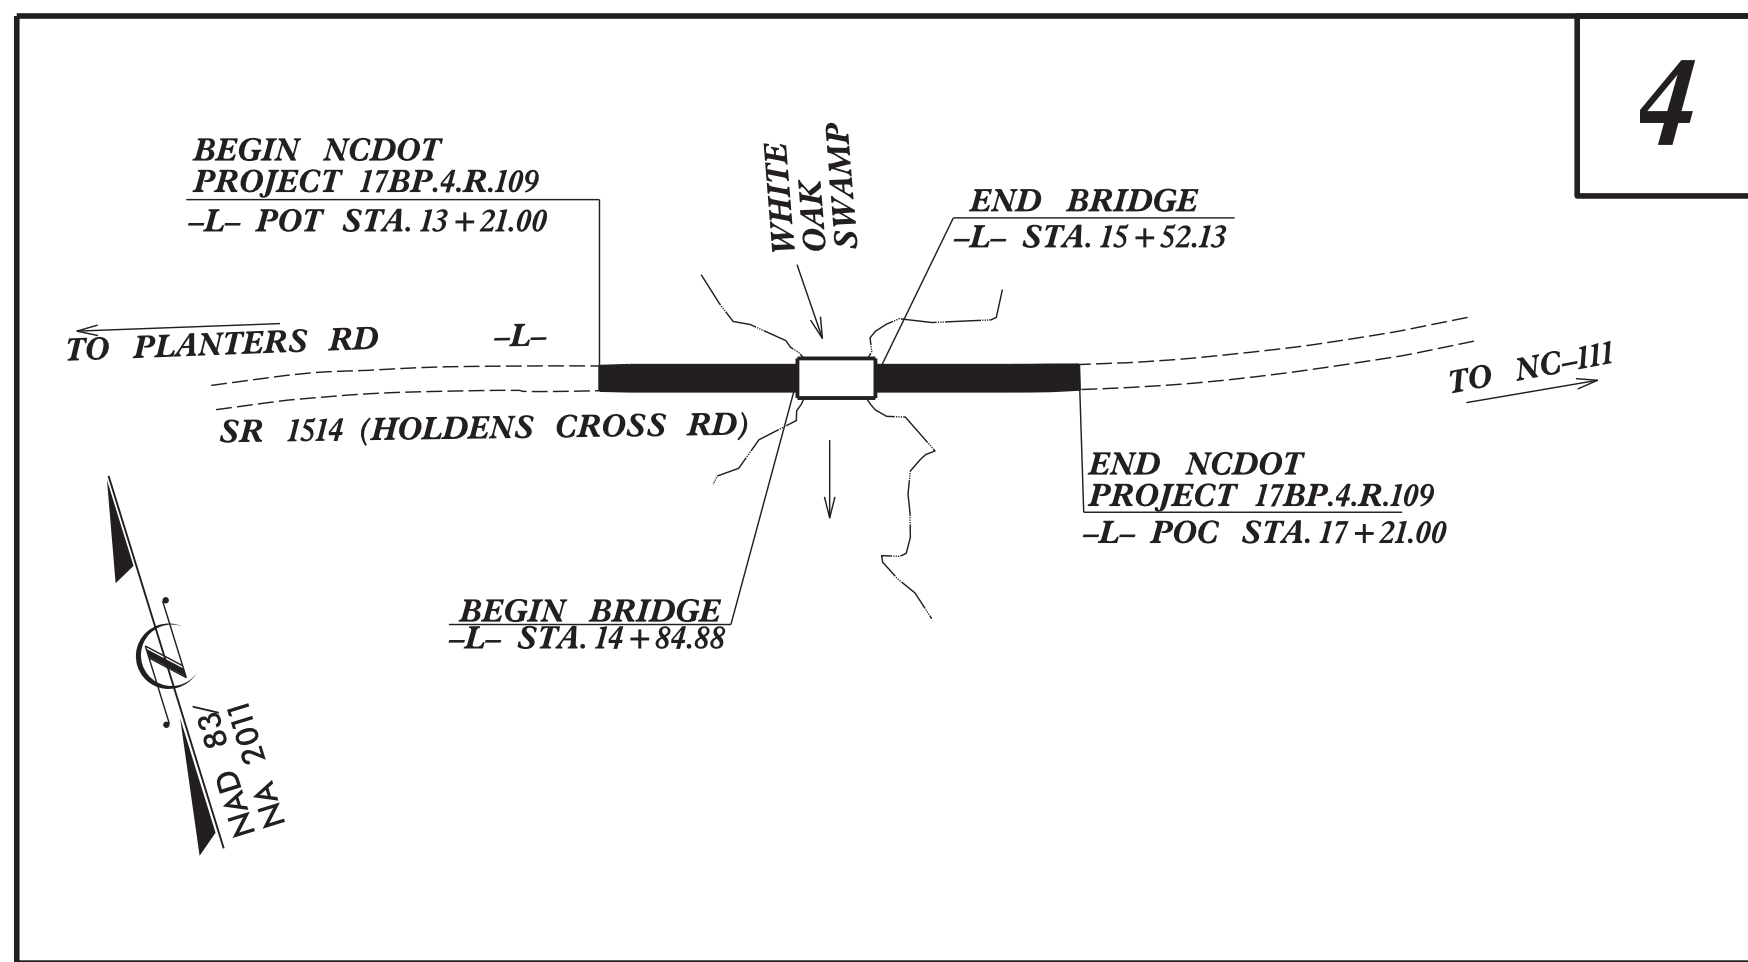 4
BEGIN NCDOT
PROJECT 17BP.4.R.109
–L– POT STA. 13+21.00
WHITE
OAK
SWAMP
END BRIDGE
–L– STA. 15+52.13
TO PLANTERS RD
–L–
TO NC–111
SR 1514 (HOLDENS CROSS RD)
END NCDOT
PROJECT 17BP.4.R.109
–L– POC STA. 17+21.00
BEGIN BRIDGE
–L– STA. 14+84.88
N
NAD 83/
NA 2011